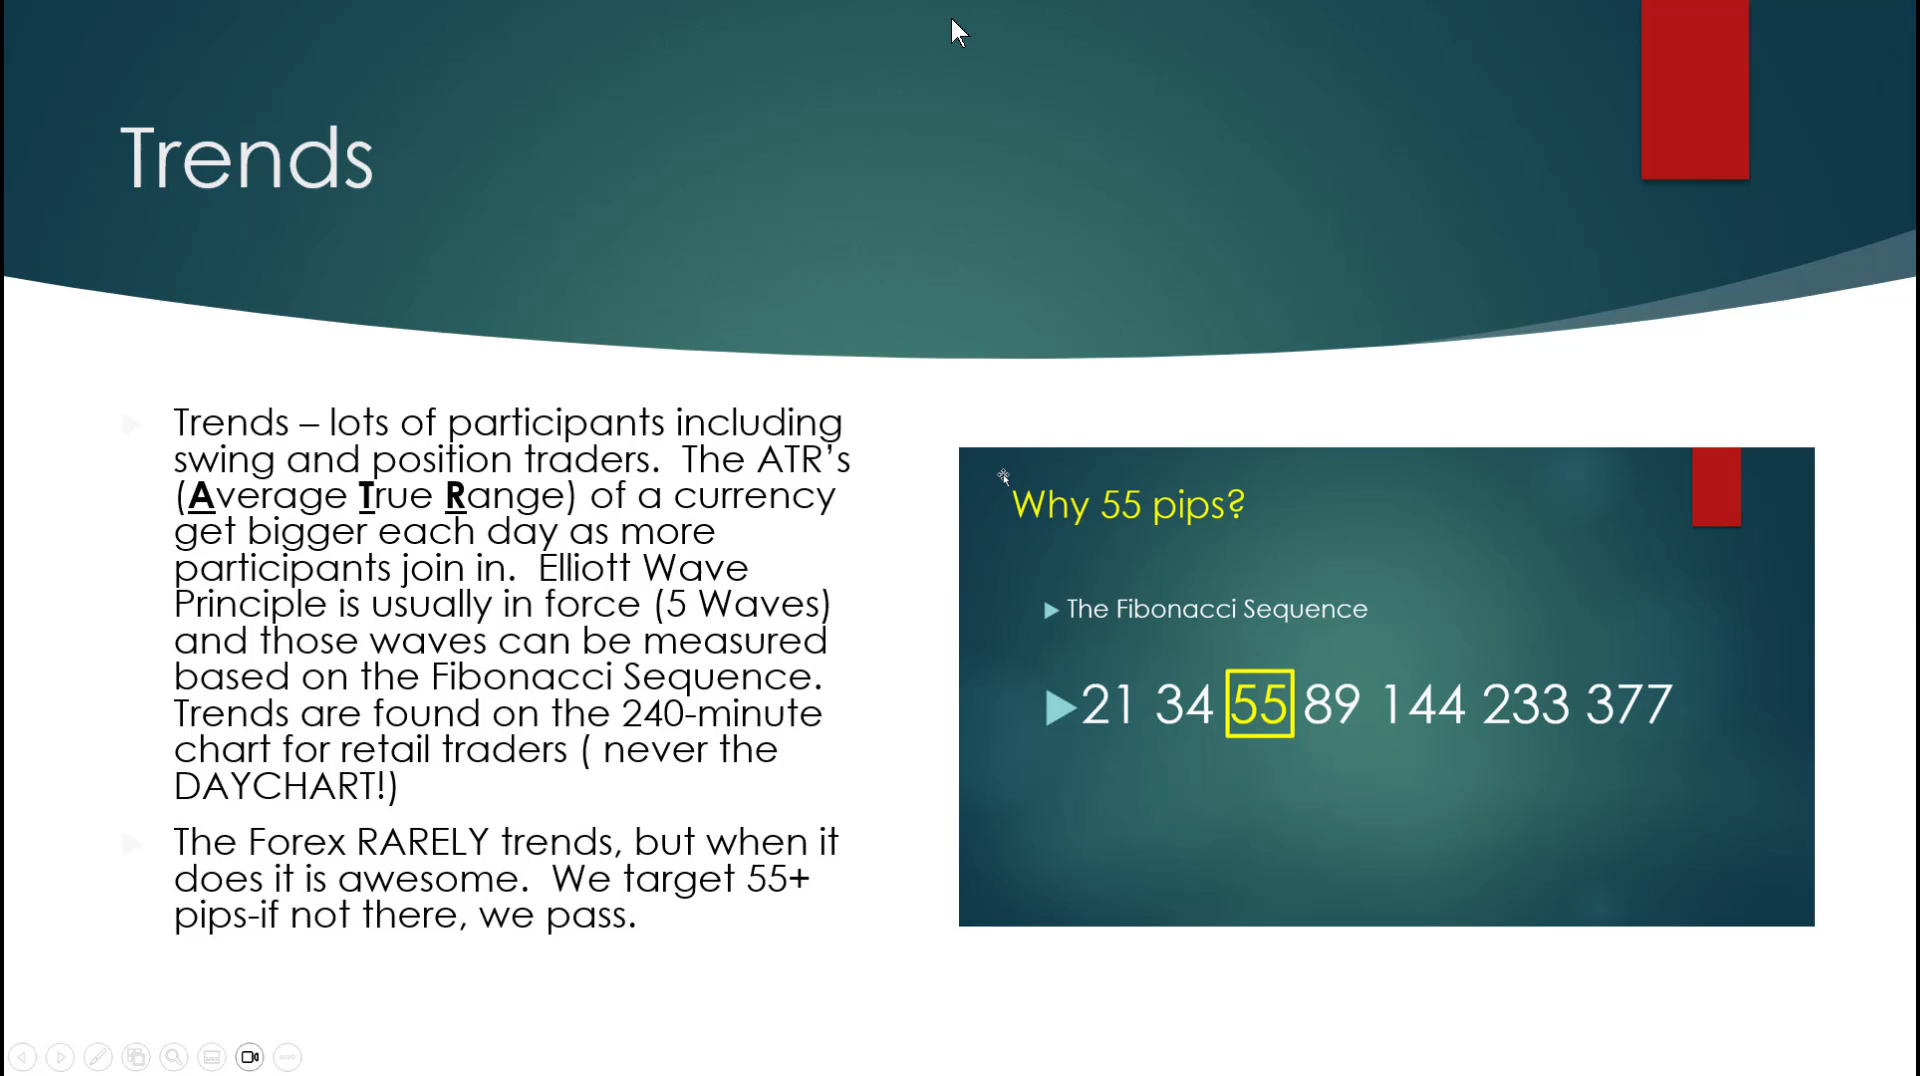 Trends
Trends – lots of participants including
swing and position traders.  The ATR’s
(Average True Range) of a currency
get bigger each day as more
participants join in.  Elliott Wave
Principle is usually in force (5 Waves)
and those waves can be measured
based on the Fibonacci Sequence.
Trends are found on the 240-minute
chart for retail traders ( never the
DAYCHART!)
The Forex RARELY trends, but when it
does it is awesome.  We target 55+
pips-if not there, we pass.
Why 55 pips?
The Fibonacci Sequence
21 34 55 89 144 233 377